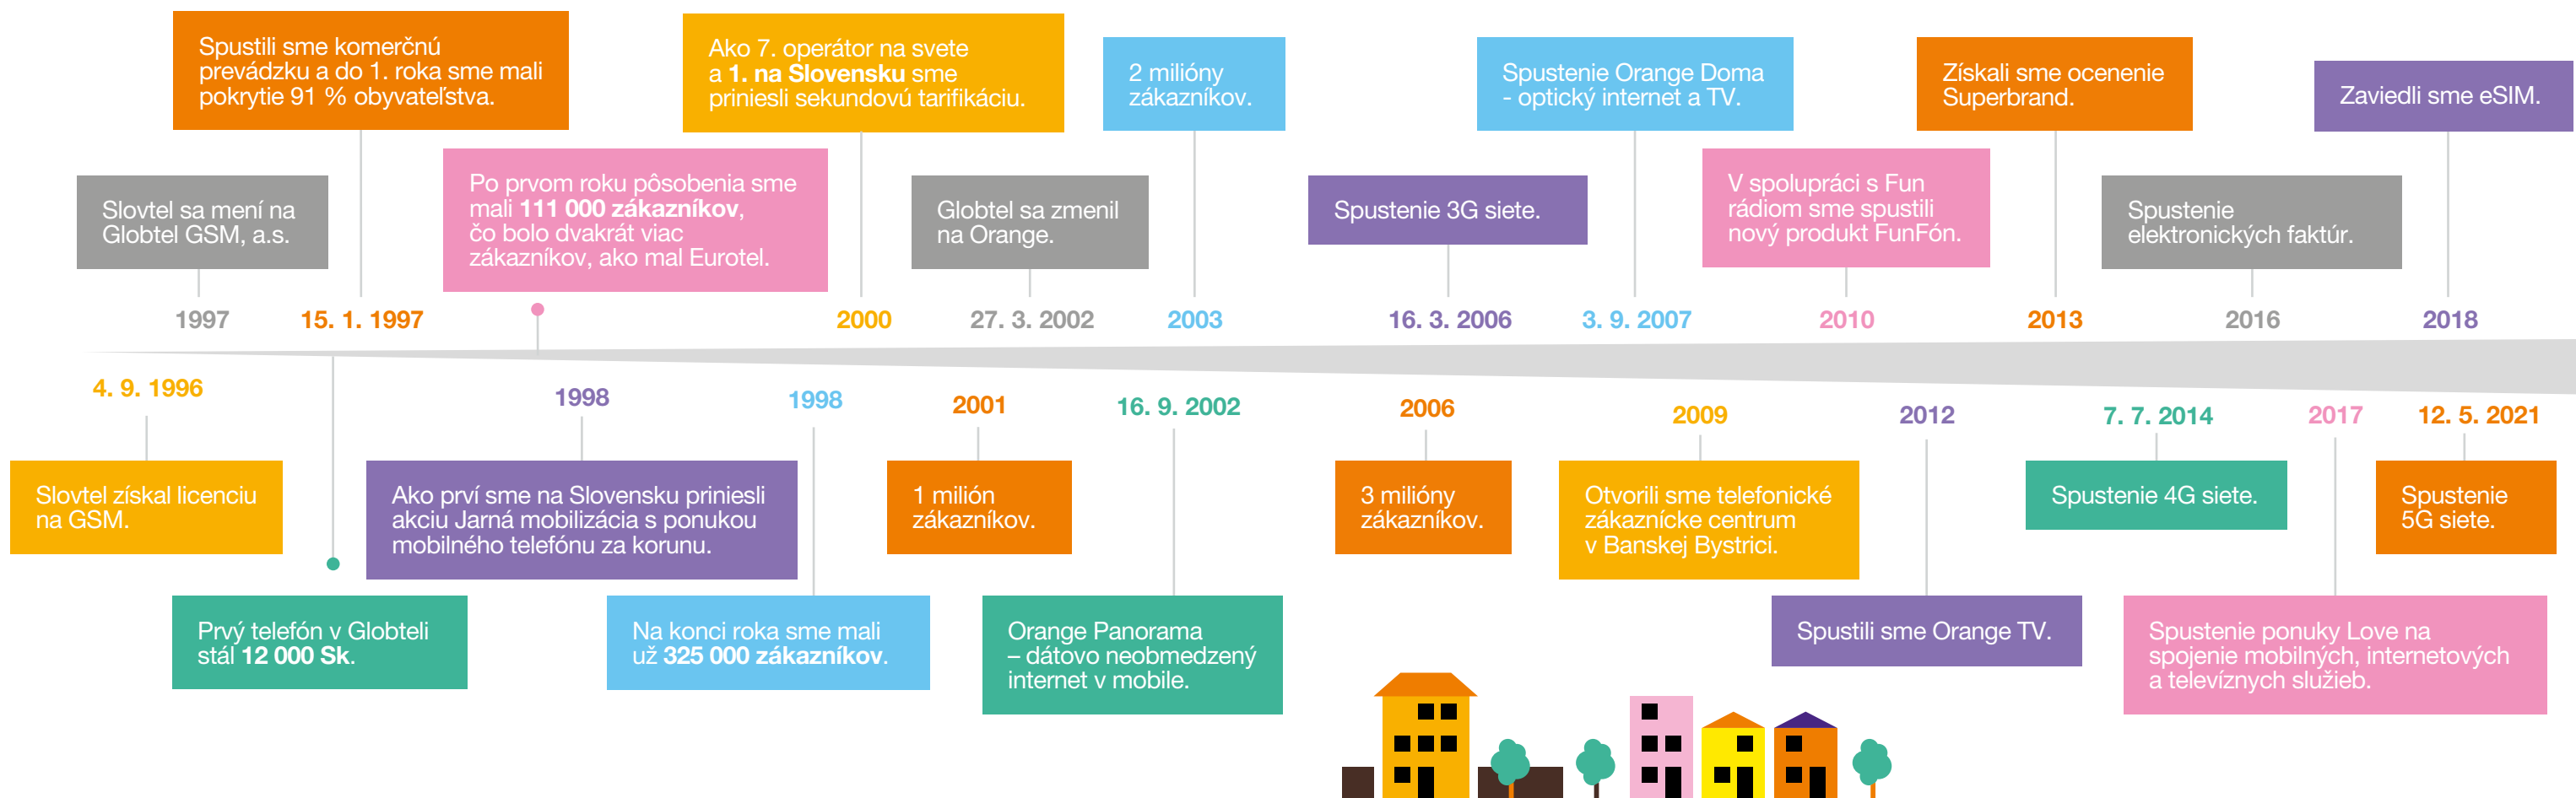 Spustili sme komerčnú
prevádzku a do 1. roka sme mali
pokrytie 91 % obyvateľstva.
Ako 7. operátor na svete
a 1. na Slovensku sme
priniesli sekundovú tarifikáciu.
2 milióny
zákazníkov.
Spustenie Orange Doma
- optický internet a TV.
Získali sme ocenenie
Superbrand.
Zaviedli sme eSIM.
Slovtel sa mení na
Globtel GSM, a.s.
Po prvom roku pôsobenia sme
mali 111 000 zákazníkov,
čo bolo dvakrát viac
zákazníkov, ako mal Eurotel.
Globtel sa zmenil
na Orange.
Spustenie 3G siete.
V spolupráci s Fun
rádiom sme spustili
nový produkt FunFón.
Spustenie
elektronických faktúr.
1997
15. 1. 1997
2000
27. 3. 2002
2003
16. 3. 2006
3. 9. 2007
2010
2013
2016
2018
4. 9. 1996
1998
1998
2001
16. 9. 2002
2006
2009
2012
7. 7. 2014
2017
12. 5. 2021
Slovtel získal licenciu
na GSM.
Ako prví sme na Slovensku priniesli
akciu Jarná mobilizácia s ponukou
mobilného telefónu za korunu.
1 milión
zákazníkov.
3 milióny
zákazníkov.
Otvorili sme telefonické
zákaznícke centrum
v Banskej Bystrici.
Spustenie 4G siete.
Spustenie
5G siete.
Prvý telefón v Globteli
stál 12 000 Sk.
Na konci roka sme mali
už 325 000 zákazníkov.
Orange Panorama
– dátovo neobmedzený
internet v mobile.
Spustili sme Orange TV.
Spustenie ponuky Love na
spojenie mobilných, internetových
a televíznych služieb.